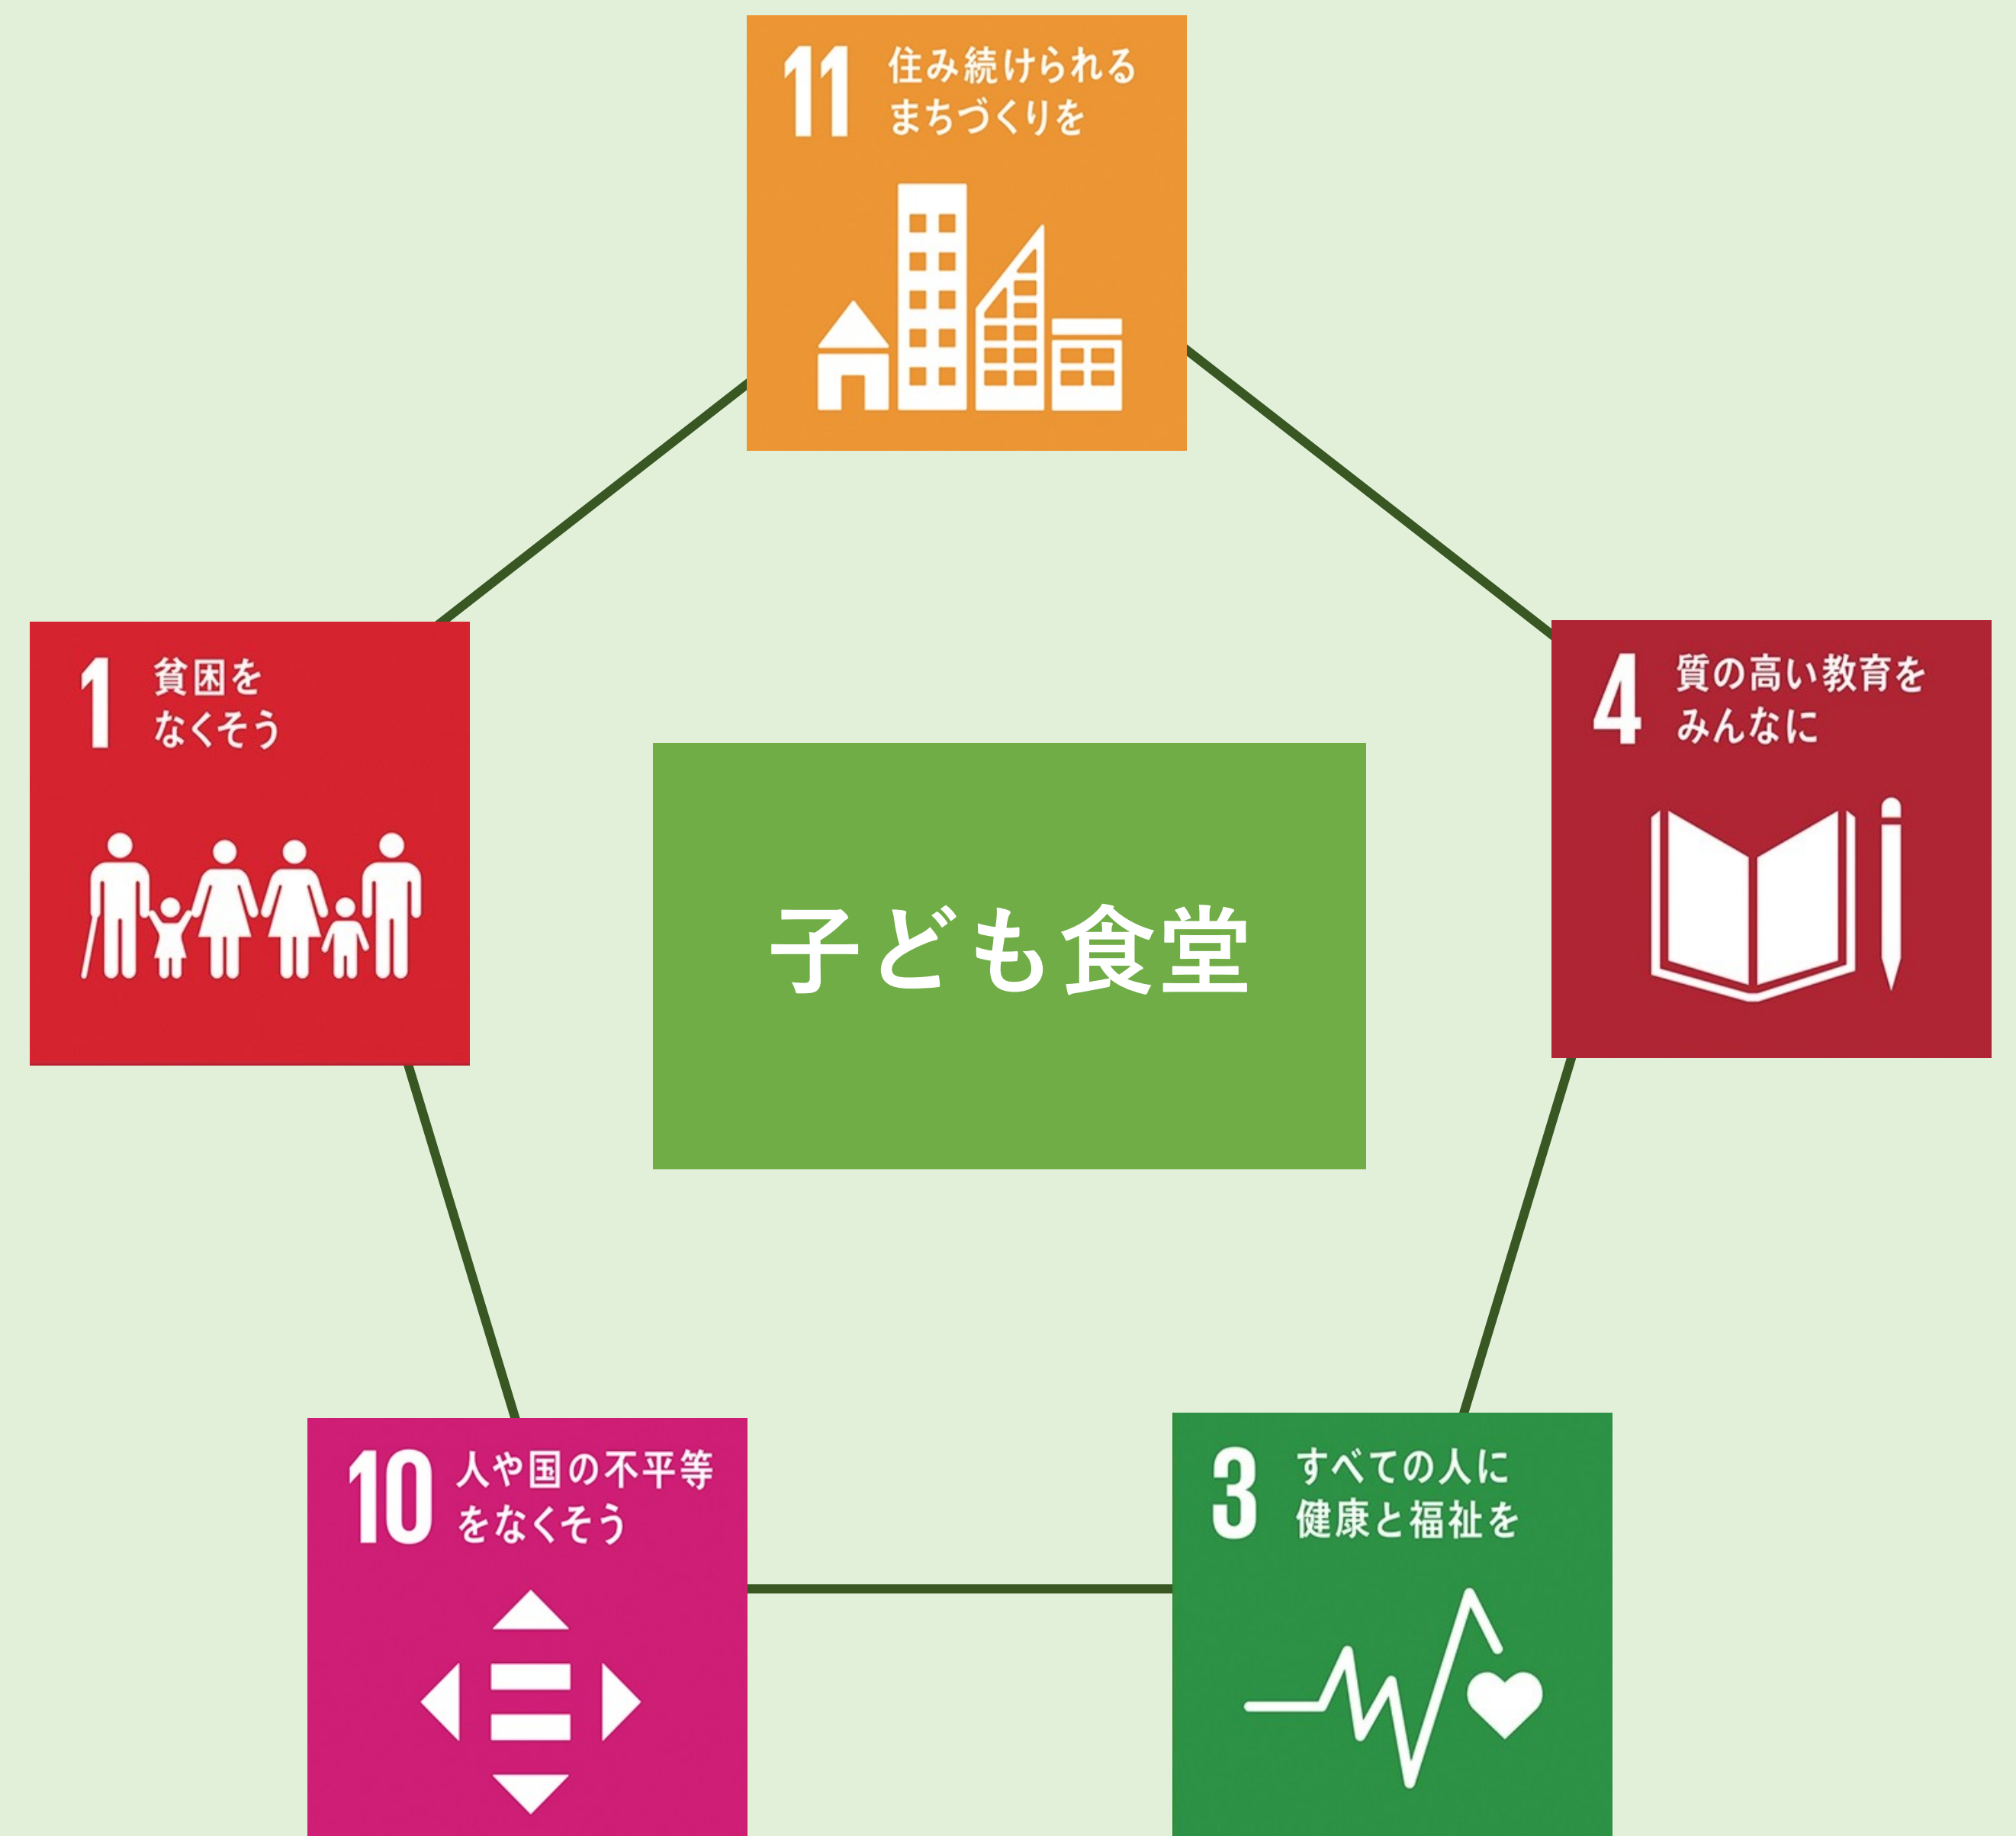 11 住み続けられる
まちづくりを
1 貧困を
なくそう
4 質の高い教育を
みんなに
子ども食堂
10 人や国の不平等
をなくそう
3 すべての人に
健康と福祉を